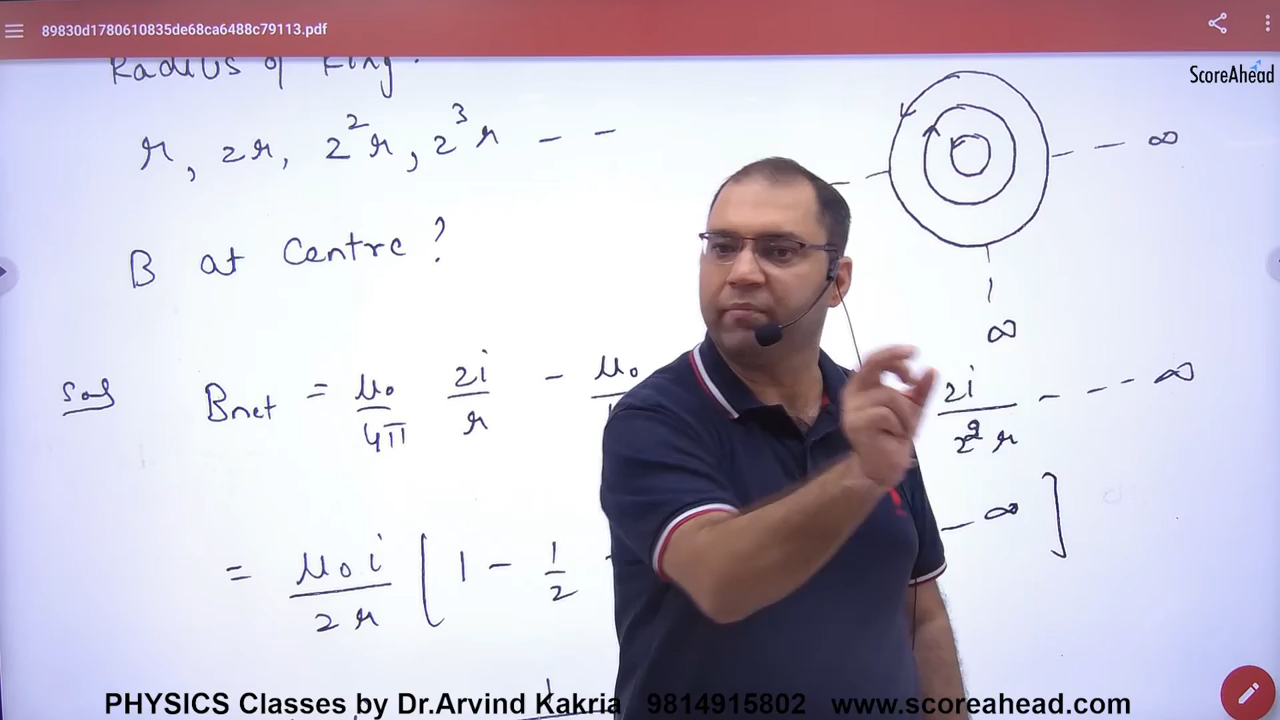 89830d1780610835de68ca6488c79113.pdf
ScoreAhead
Radius of Ring.
r, 2r, 2²r, 2³r - -
- - ∞
∞
B at Centre ?
Sol Bnet = μ₀/4π 2i/r - μ₀ 2i/2²r - - - ∞
= μ₀i/2r [ 1 - 1/2 - ∞ ]
1
PHYSICS Classes by Dr.Arvind Kakria 9814915802 www.scoreahead.com